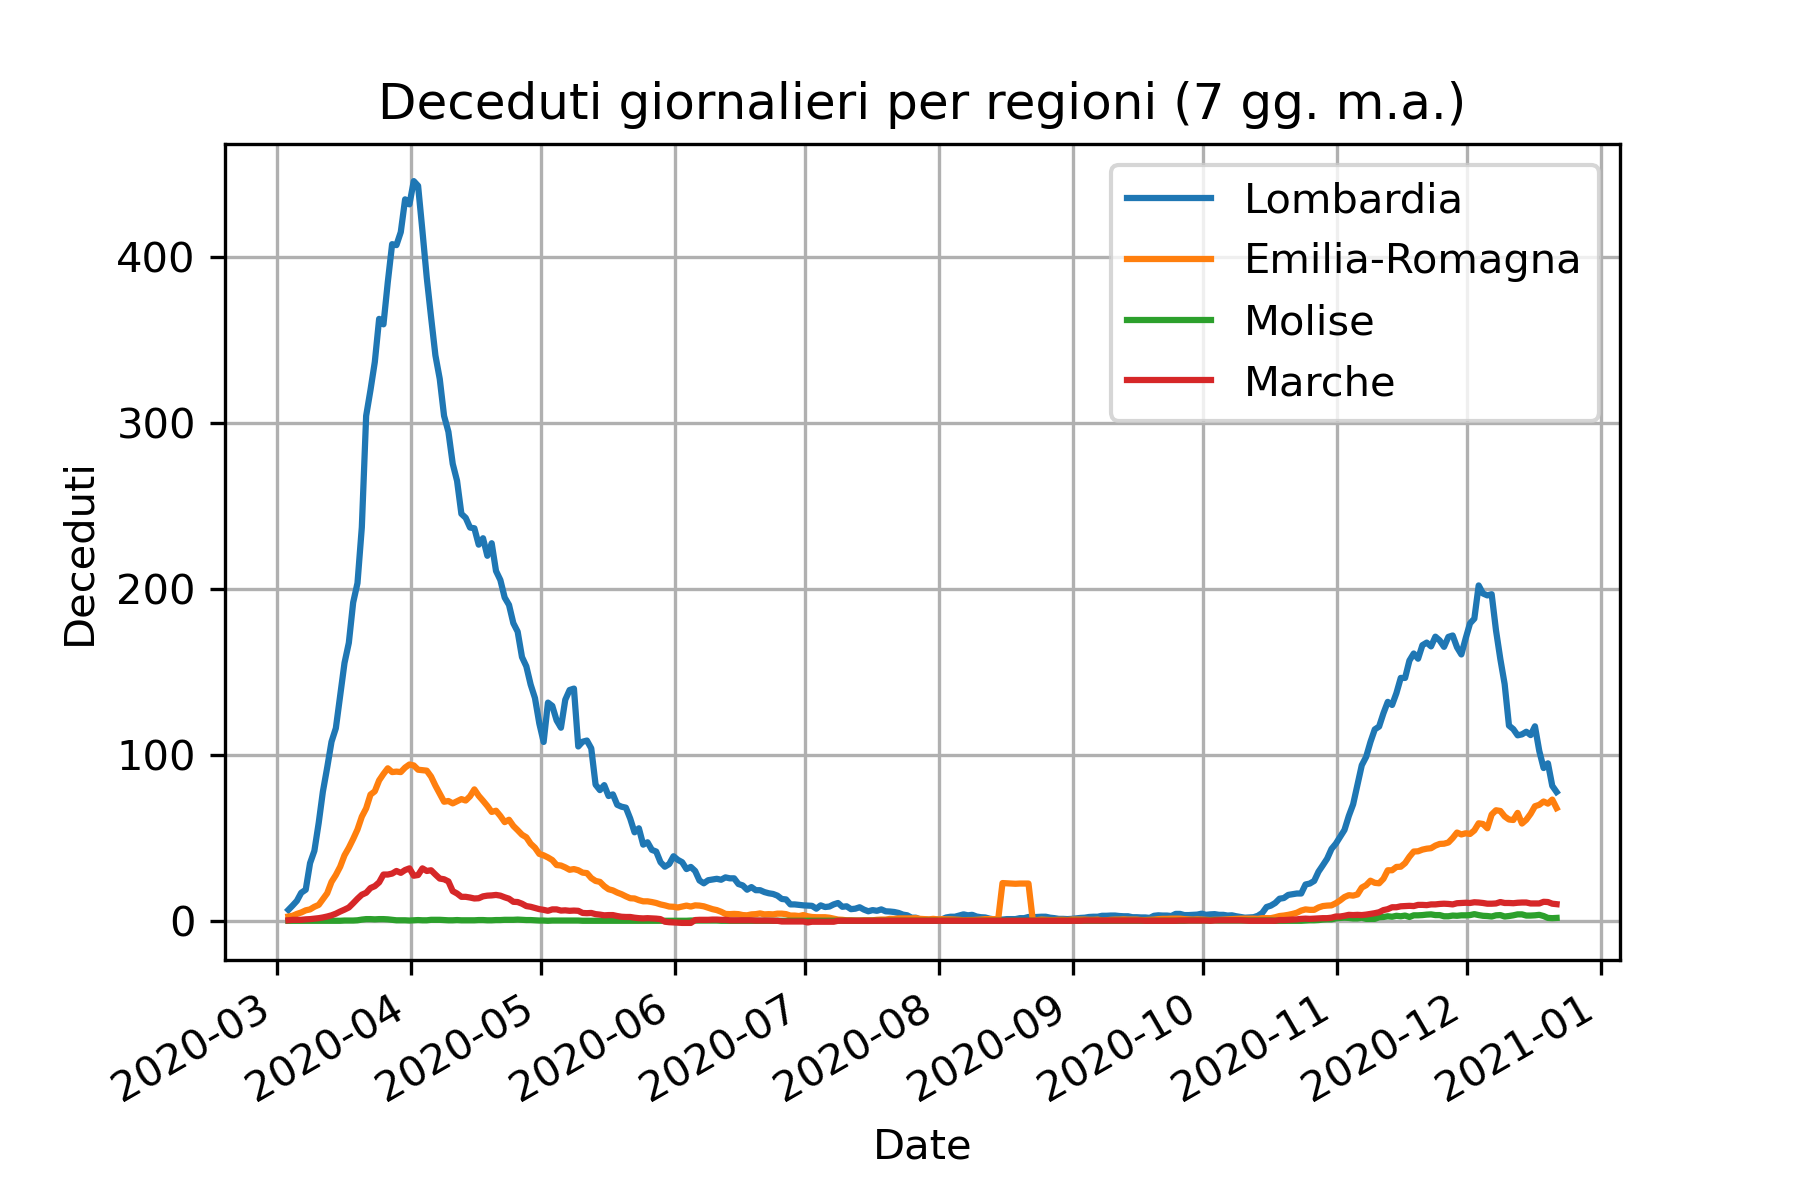 Deceduti giornalieri per regioni (7 gg. m.a.)
Lombardia
Emilia-Romagna
Molise
Marche
Deceduti
400
300
200
100
0
2020-03
2020-04
2020-05
2020-06
2020-07
2020-08
2020-09
2020-10
2020-11
2020-12
2021-01
Date